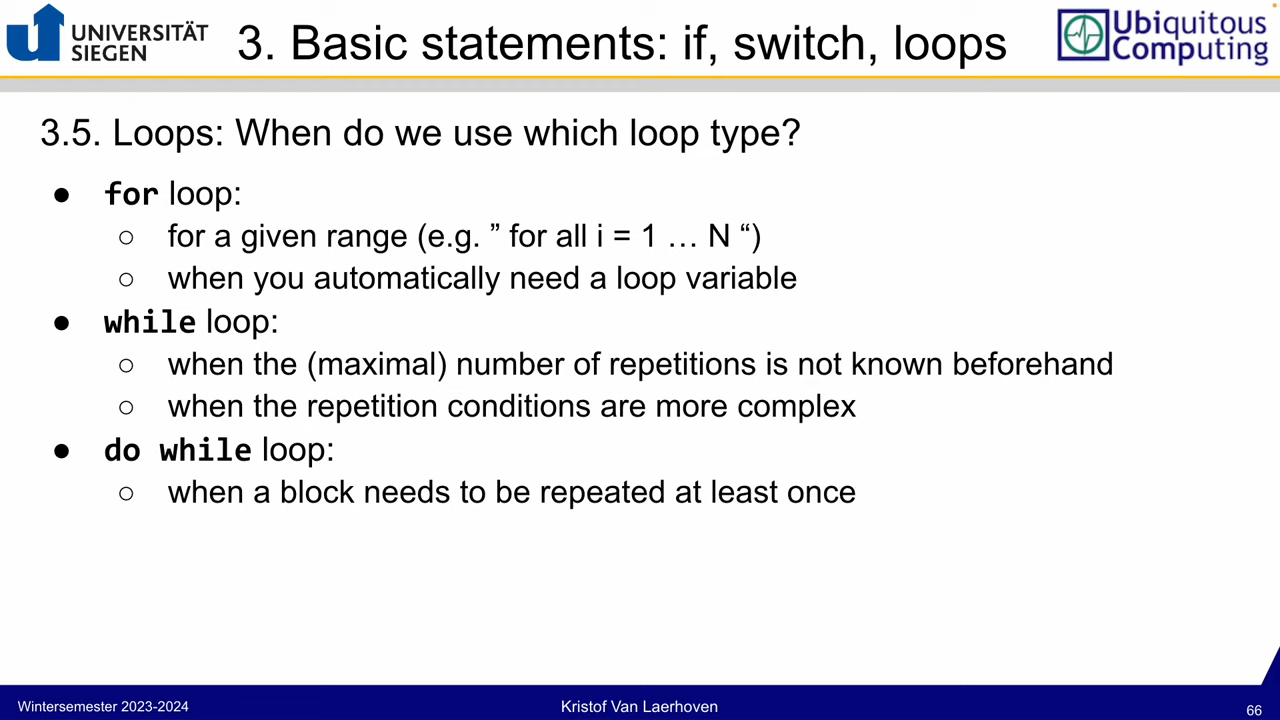 UNIVERSITÄT
SIEGEN
3. Basic statements: if, switch, loops
Ubiquitous
Computing
3.5. Loops: When do we use which loop type?
● for loop:
○ for a given range (e.g. ” for all i = 1 … N “)
○ when you automatically need a loop variable
● while loop:
○ when the (maximal) number of repetitions is not known beforehand
○ when the repetition conditions are more complex
● do while loop:
○ when a block needs to be repeated at least once
Wintersemester 2023-2024
Kristof Van Laerhoven
66